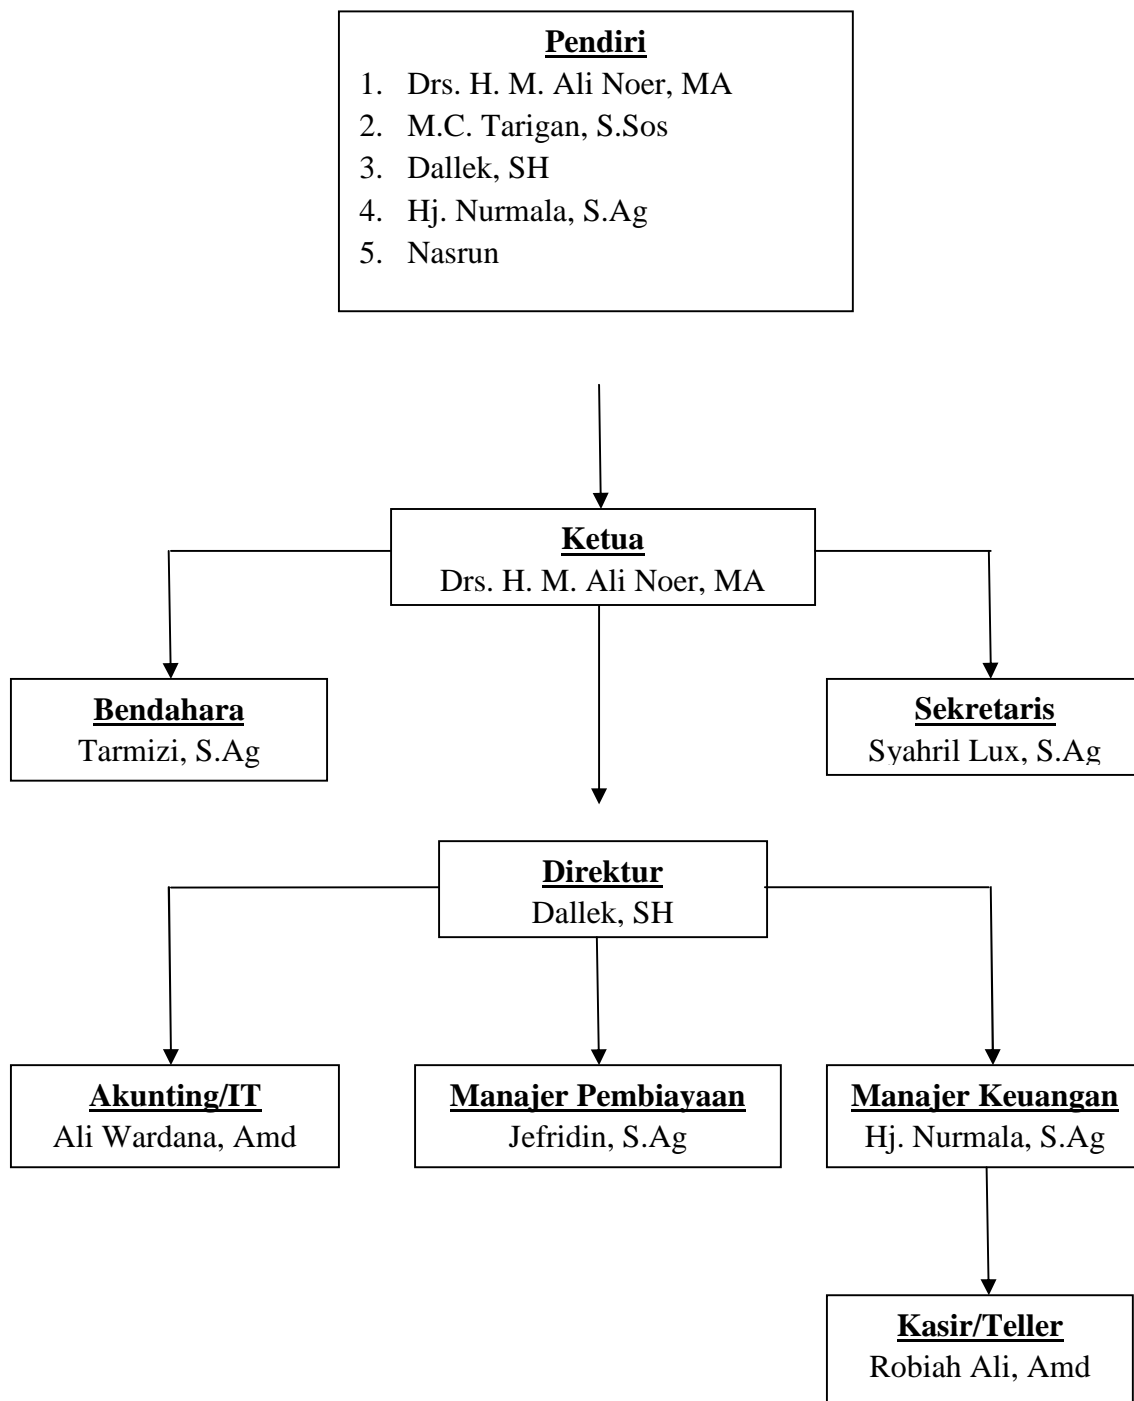 Pendiri
1. Drs. H. M. Ali Noer, MA
2. M.C. Tarigan, S.Sos
3. Dallek, SH
4. Hj. Nurmala, S.Ag
5. Nasrun
Ketua
Drs. H. M. Ali Noer, MA
Bendahara
Tarmizi, S.Ag
Sekretaris
Syahril Lux, S.Ag
Direktur
Dallek, SH
Akunting/IT
Ali Wardana, Amd
Manajer Pembiayaan
Jefridin, S.Ag
Manajer Keuangan
Hj. Nurmala, S.Ag
Kasir/Teller
Robiah Ali, Amd